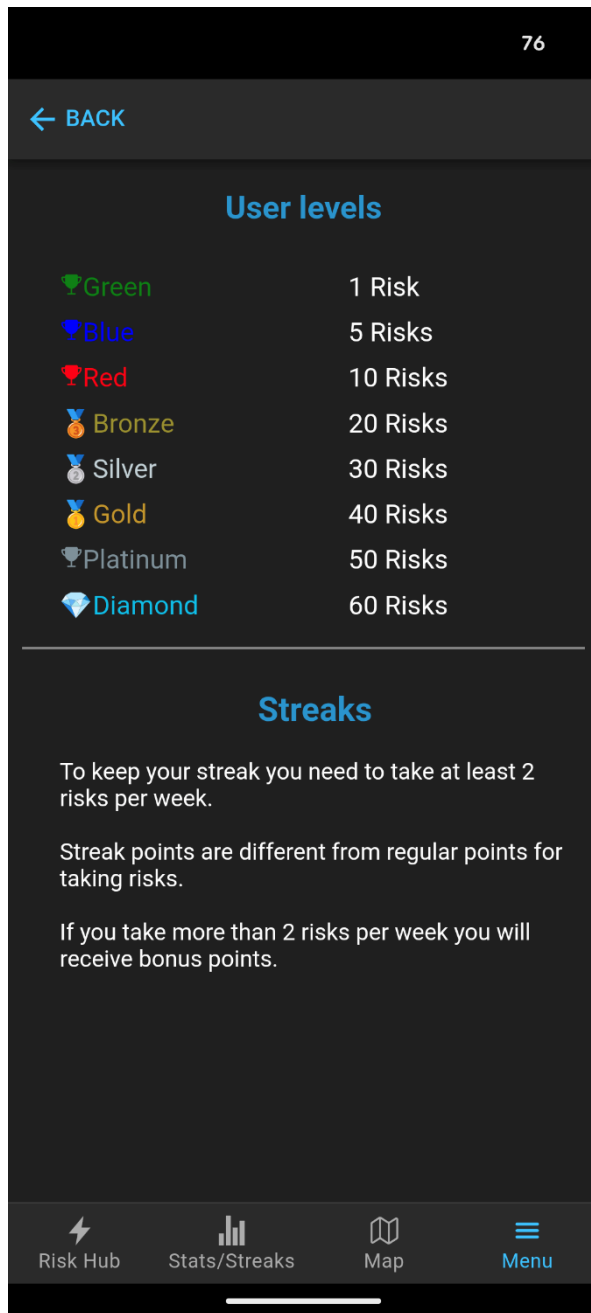 76
BACK
User levels
Green 1 Risk
Blue 5 Risks
Red 10 Risks
Bronze 20 Risks
Silver 30 Risks
Gold 40 Risks
Platinum 50 Risks
Diamond 60 Risks
Streaks
To keep your streak you need to take at least 2
risks per week.
Streak points are different from regular points for
taking risks.
If you take more than 2 risks per week you will
receive bonus points.
Risk Hub Stats/Streaks Map Menu